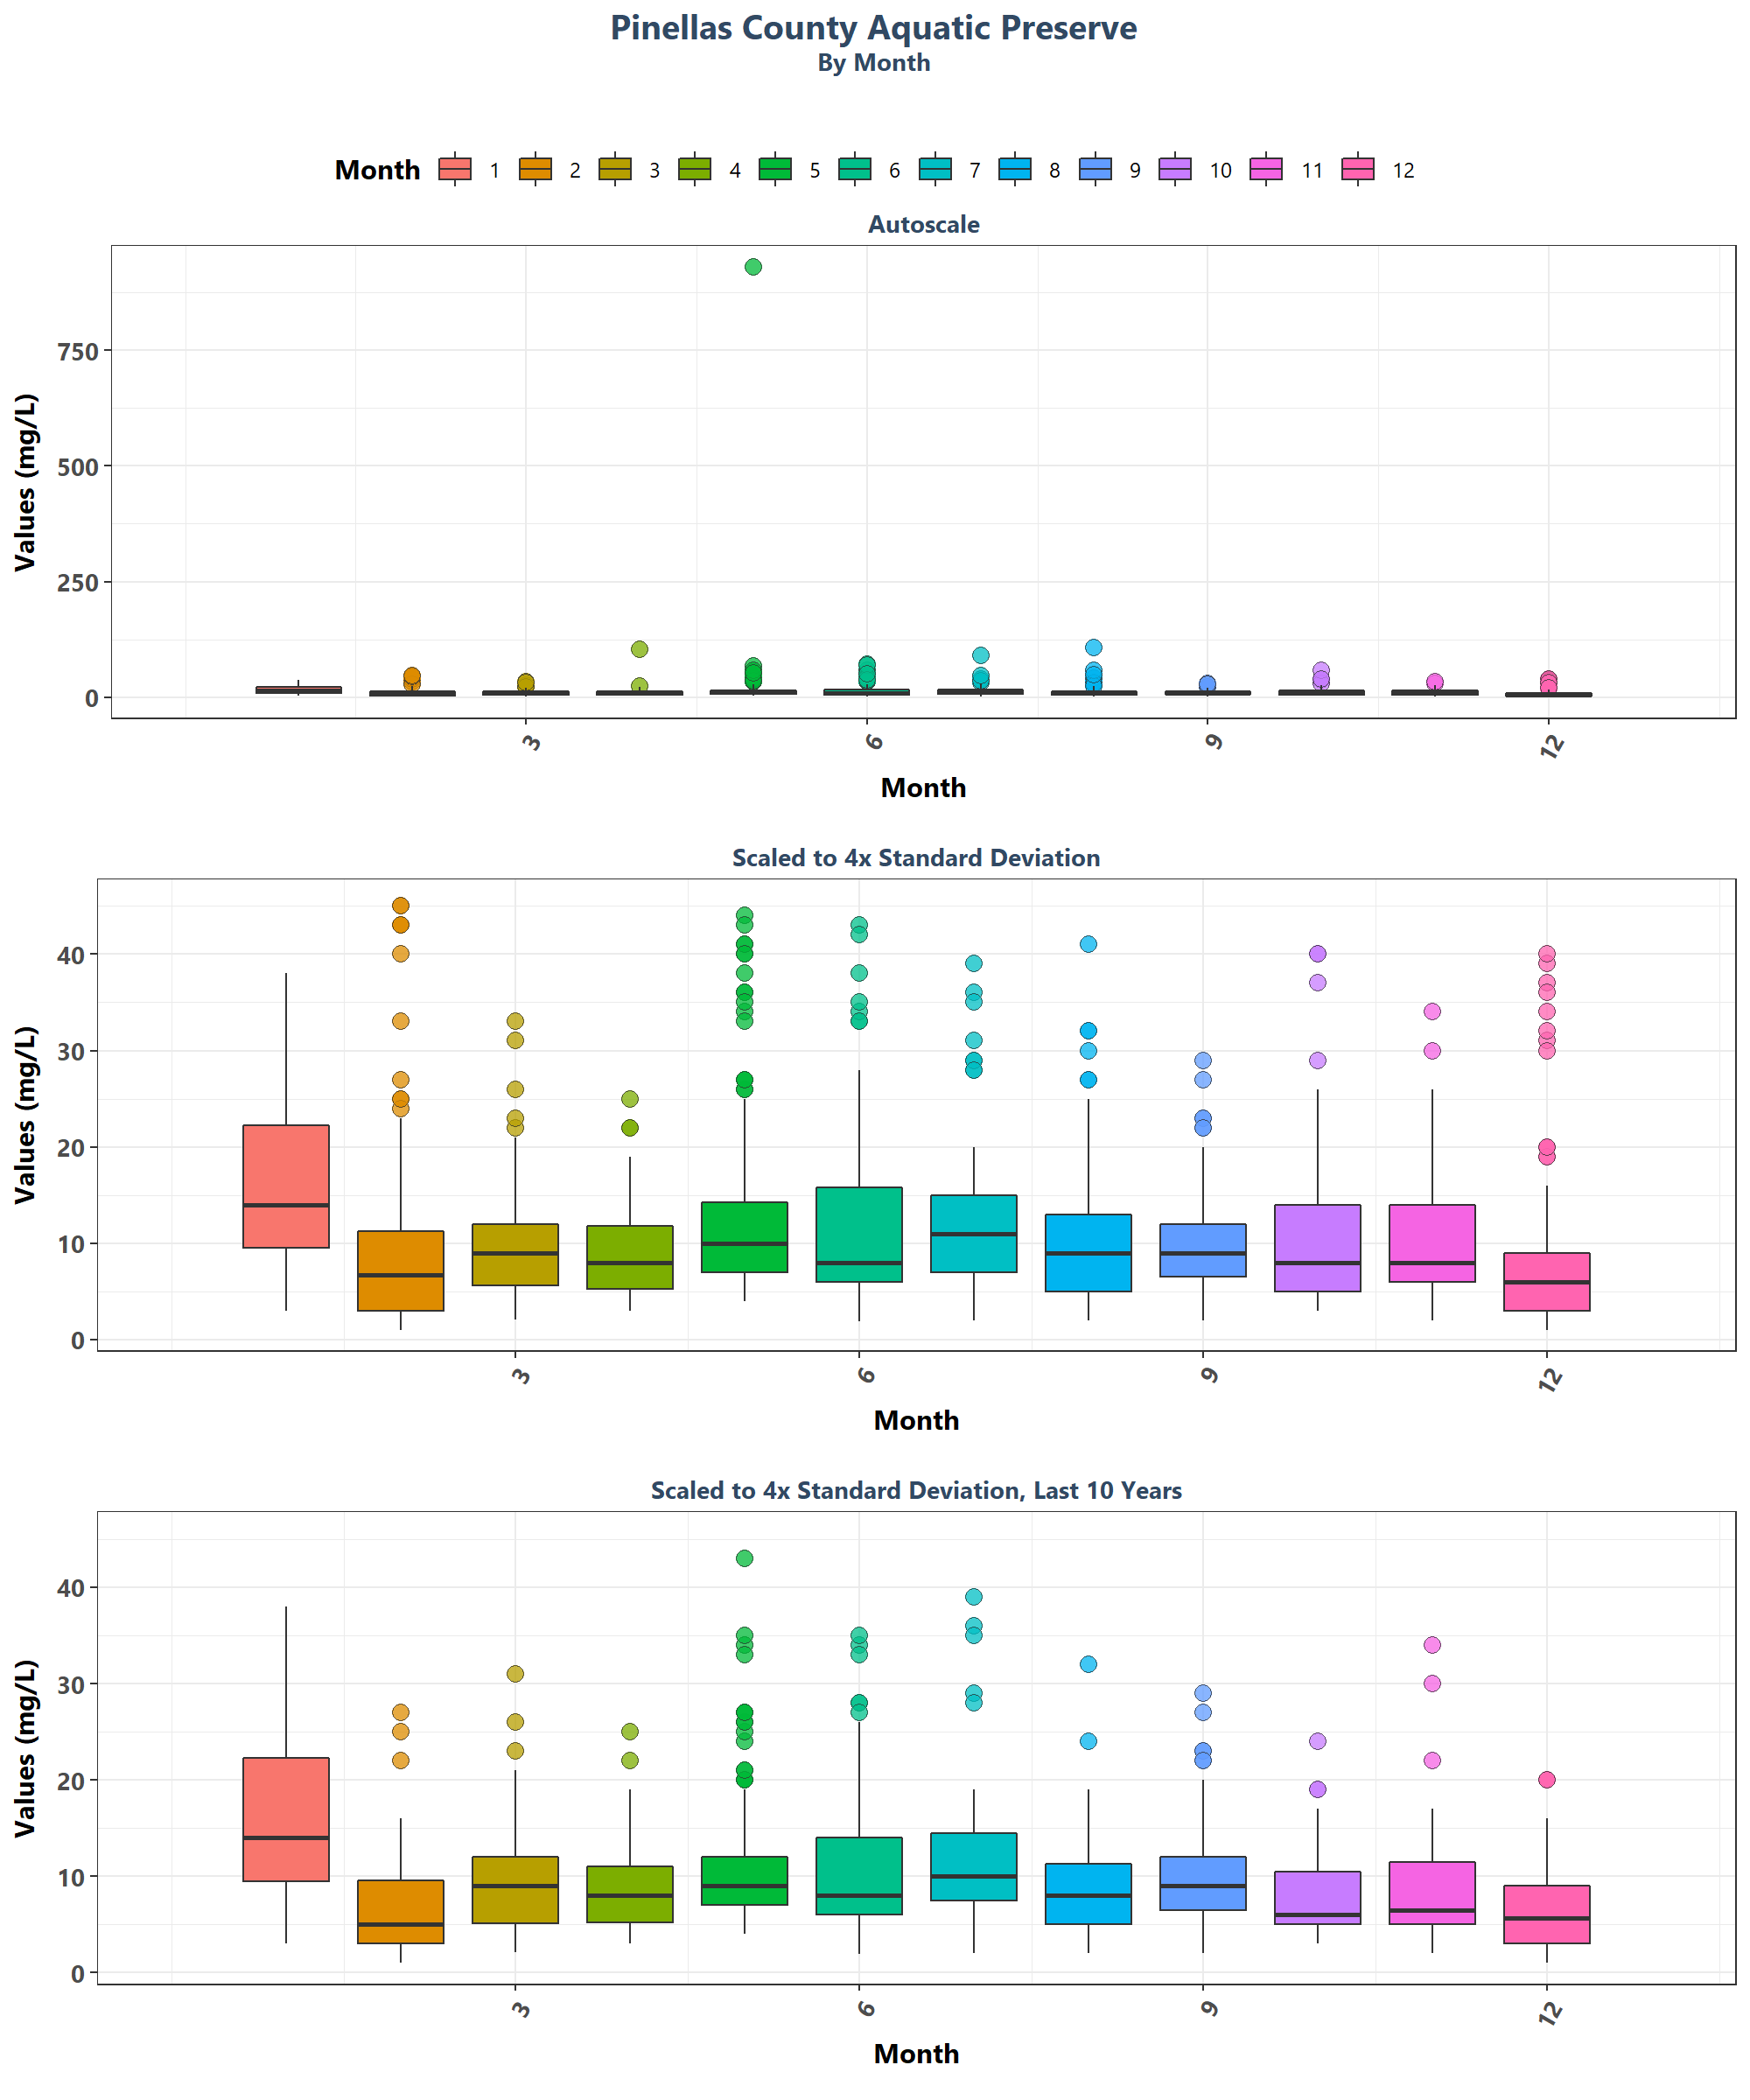 Pinellas County Aquatic Preserve
By Month
Month 1 2 3 4 5 6 7 8 9 10 11 12
Autoscale
Values (mg/L)
750
500
250
0
3 6 9 12
Month
Scaled to 4x Standard Deviation
Values (mg/L)
40
30
20
10
0
3 6 9 12
Month
Scaled to 4x Standard Deviation, Last 10 Years
Values (mg/L)
40
30
20
10
0
3 6 9 12
Month